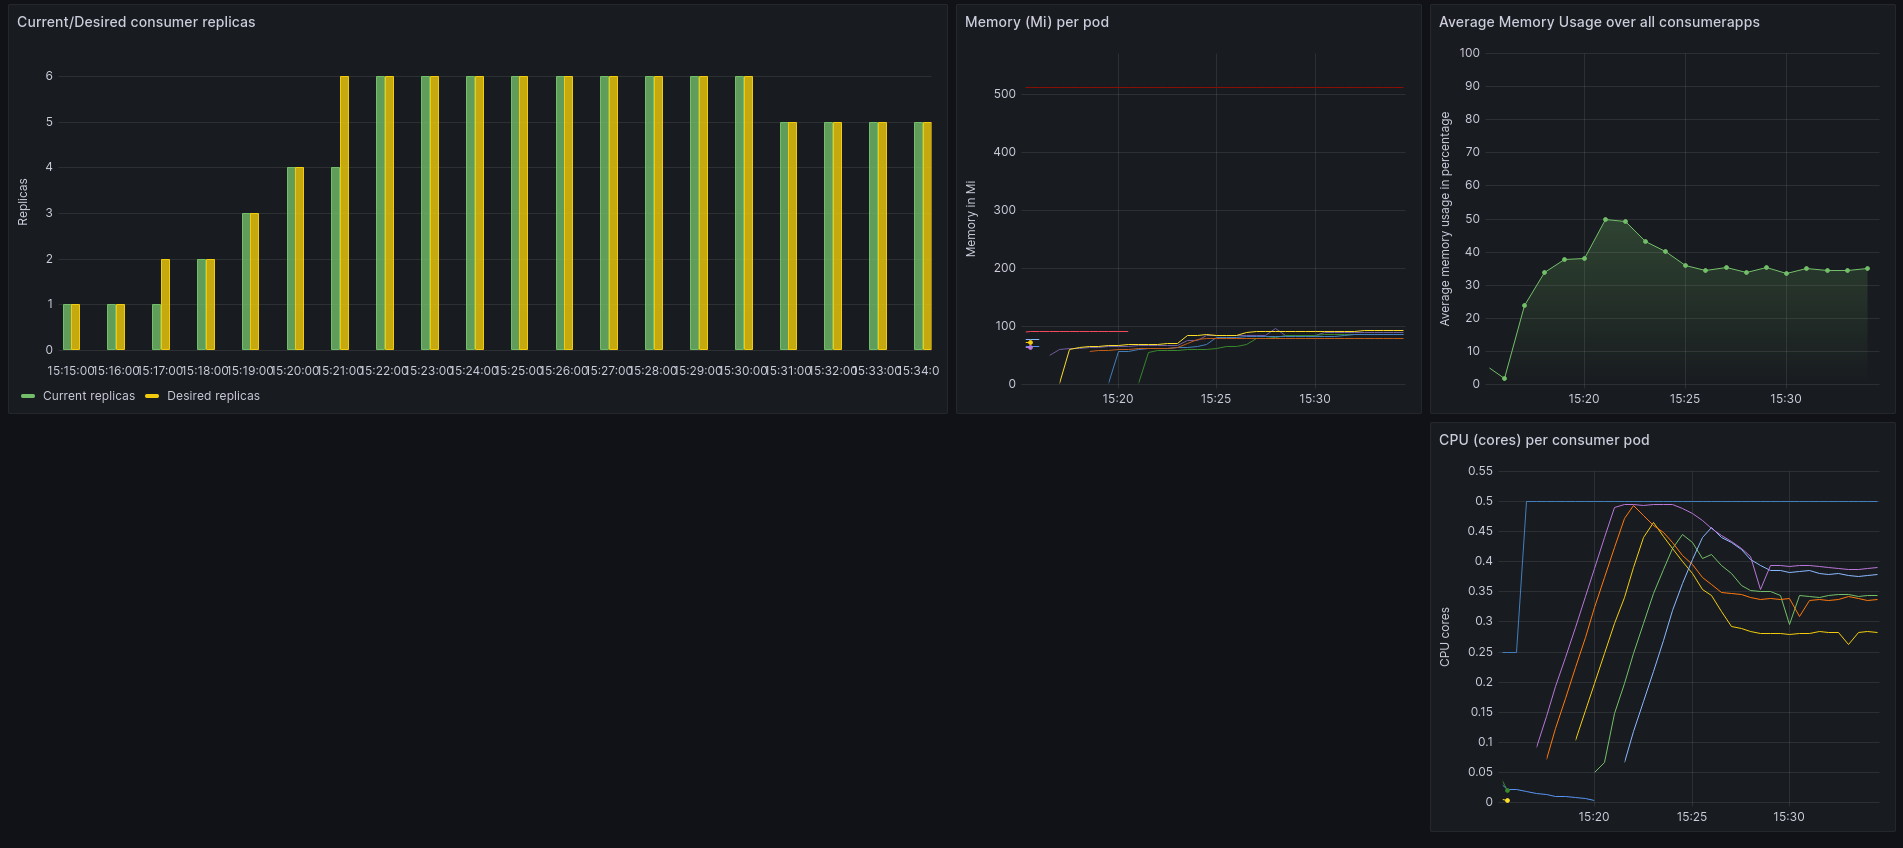 Current/Desired consumer replicas
Replicas
6
5
4
3
2
1
0
15:15:00 15:16:00 15:17:00 15:18:00 15:19:00 15:20:00 15:21:00 15:22:00 15:23:00 15:24:00 15:25:00 15:26:00 15:27:00 15:28:00 15:29:00 15:30:00 15:31:00 15:32:00 15:33:00 15:34:0
Current replicas Desired replicas
Memory (Mi) per pod
Memory in Mi
500
400
300
200
100
0
15:20 15:25 15:30
Average Memory Usage over all consumerapps
Average memory usage in percentage
100
90
80
70
60
50
40
30
20
10
0
15:20 15:25 15:30
CPU (cores) per consumer pod
CPU cores
0.55
0.5
0.45
0.4
0.35
0.3
0.25
0.2
0.15
0.1
0.05
0
15:20 15:25 15:30